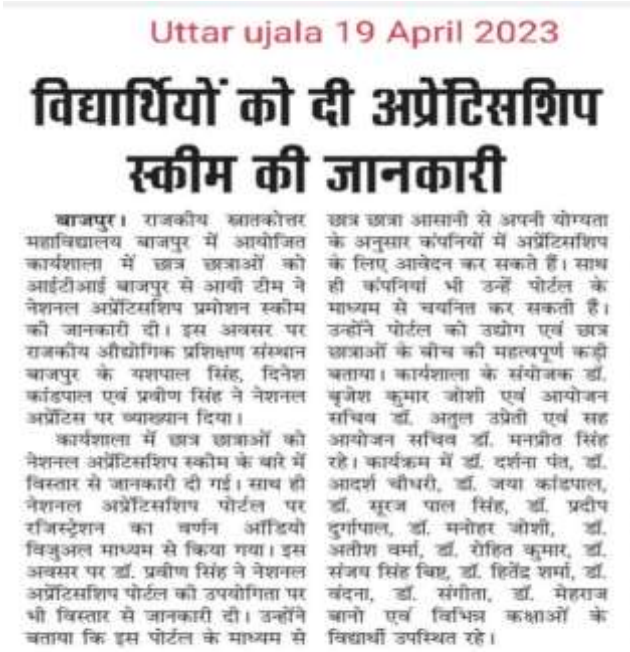 Uttar ujala 19 April 2023
विद्यार्थियों को दी अप्रेंटिसशिप
स्कीम की जानकारी
बाजपुर। राजकीय स्नातकोत्तर
महाविद्यालय बाजपुर में आयोजित
कार्यशाला में छात्र छात्राओं को
आईटीआई बाजपुर से आयी टीम ने
नेशनल अप्रेंटिसशिप प्रमोशन स्कीम
की जानकारी दी। इस अवसर पर
राजकीय औद्योगिक प्रशिक्षण संस्थान
बाजपुर के यशपाल सिंह, दिनेश
कांडपाल एवं प्रवीण सिंह ने नेशनल
अप्रेंटिस पर व्याख्यान दिया।
कार्यशाला में छात्र छात्राओं को
नेशनल अप्रेंटिसशिप स्कीम के बारे में
विस्तार से जानकारी दी गई। साथ ही
नेशनल अप्रेंटिसशिप पोर्टल पर
रजिस्ट्रेशन का वर्णन ऑडियो
विजुअल माध्यम से किया गया। इस
अवसर पर डॉ. प्रवीण सिंह ने नेशनल
अप्रेंटिसशिप पोर्टल की उपयोगिता पर
भी विस्तार से जानकारी दी। उन्होंने
बताया कि इस पोर्टल के माध्यम से
छात्र छात्रा आसानी से अपनी योग्यता
के अनुसार कंपनियों में अप्रेंटिसशिप
के लिए आवेदन कर सकते हैं। साथ
ही कंपनियां भी उन्हें पोर्टल के
माध्यम से चयनित कर सकती हैं।
उन्होंने पोर्टल को उद्योग एवं छात्र
छात्राओं के बीच की महत्वपूर्ण कड़ी
बताया। कार्यशाला के संयोजक डॉ.
बृजेश कुमार जोशी एवं आयोजन
सचिव डॉ. अतुल उप्रेती एवं सह
आयोजन सचिव डॉ. मनप्रीत सिंह
रहे। कार्यक्रम में डॉ. दर्शना पंत, डॉ.
आदर्श चौधरी, डॉ. जया कांडपाल,
डॉ. सूरज पाल सिंह, डॉ. प्रदीप
दुर्गापाल, डॉ. मनोहर जोशी, डॉ.
अतीश वर्मा, डॉ. रोहित कुमार, डॉ.
संजय सिंह बिष्ट, डॉ. हितेंद्र शर्मा, डॉ.
वंदना, डॉ. संगीता, डॉ. मेहराज
बानो एवं विभिन्न कक्षाओं के
विद्यार्थी उपस्थित रहे।